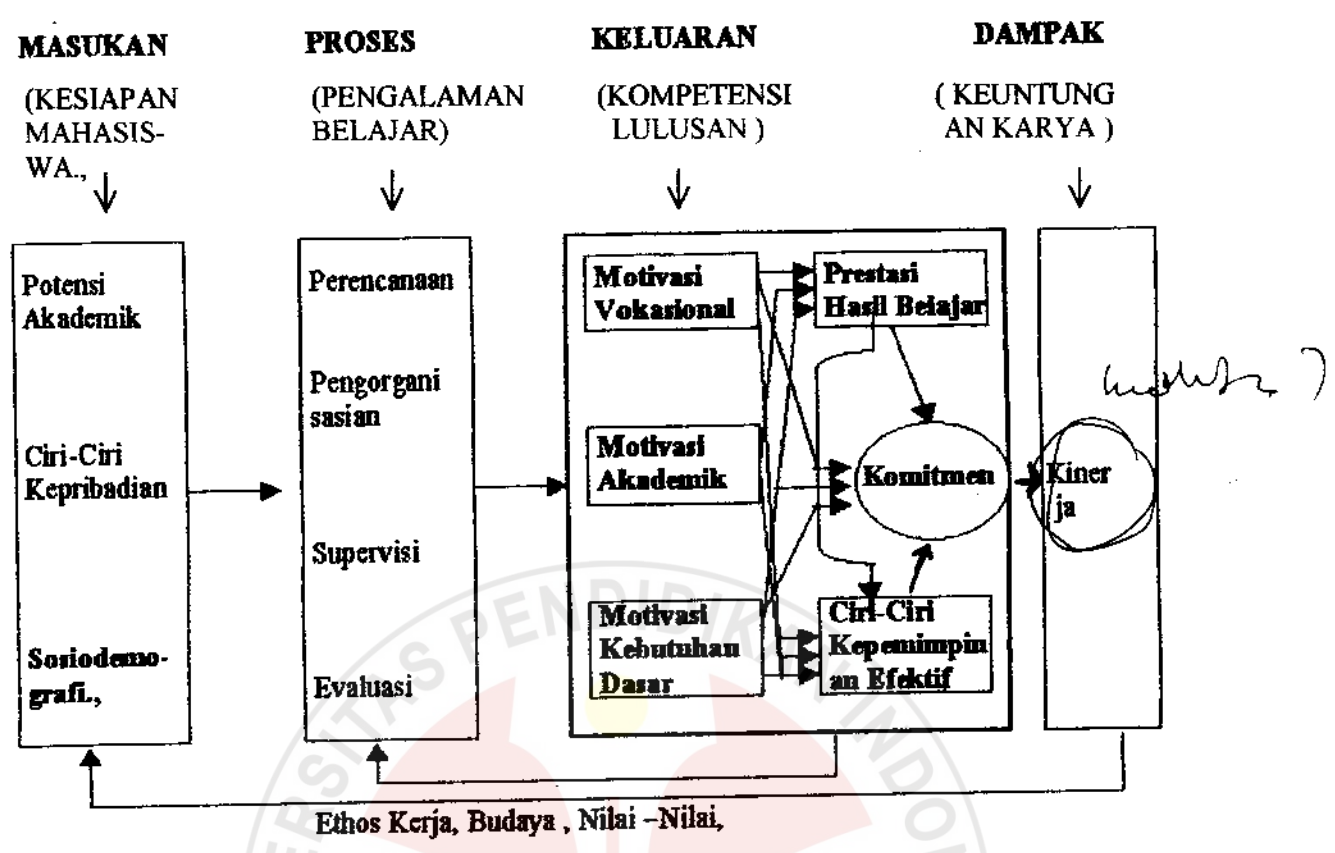 MASUKAN
(KESIAPAN
MAHASIS-
WA.,
PROSES
(PENGALAMAN
BELAJAR)
KELUARAN
(KOMPETENSI
LULUSAN )
DAMPAK
( KEUNTUNG
AN KARYA )
Potensi
Akademik
Ciri-Ciri
Kepribadian
Sosiodemo-
grafi.,
Perencanaan
Pengorgani
sasian
Supervisi
Evaluasi
Motivasi
Vokasional
Motivasi
Akademik
Motivasi
Kebutuhan
Dasar
Prestasi
Hasil Belajar
Komitmen
Ciri-Ciri
Kepemimpin
an Efektif
Kiner
ja
Ethos Kerja, Budaya , Nilai –Nilai,
PENDIDIKAN